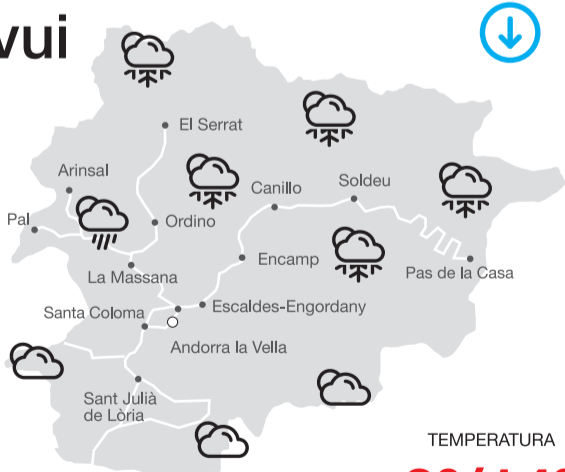 vui
El Serrat
Arinsal
Canillo
Soldeu
Pal
Ordino
Encamp
Pas de la Casa
La Massana
Santa Coloma
Escaldes-Engordany
Andorra la Vella
Sant Julià
de Lòria
TEMPERATURA